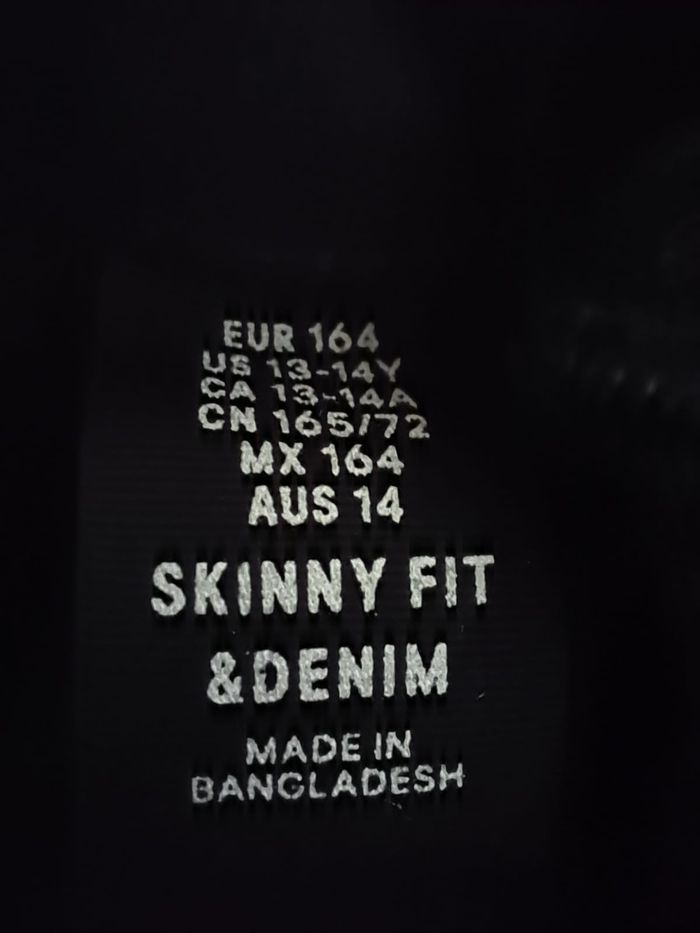 EUR 164
US 13-14Y
CA 13-14A
CN 165/72
MX 164
AUS 14
SKINNY FIT
&DENIM
MADE IN
BANGLADESH